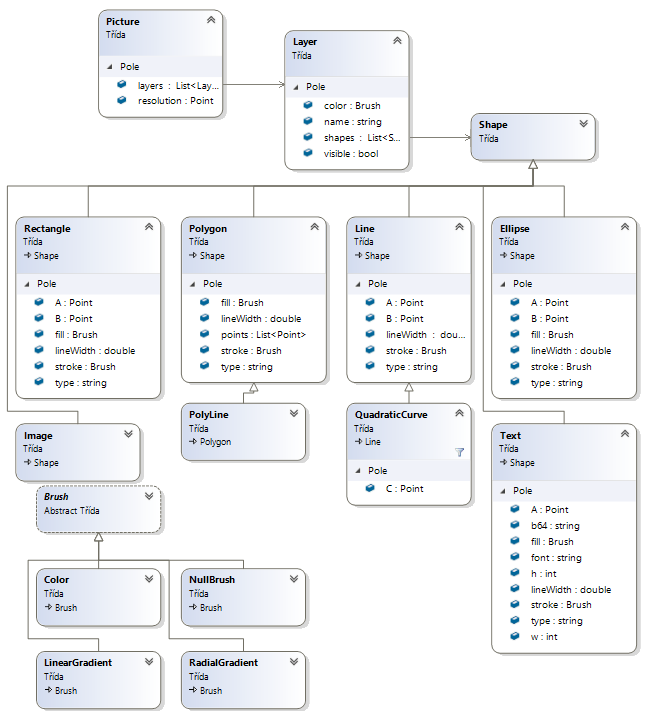 Picture
Třída
Pole
layers : List<Lay...
resolution : Point
Layer
Třída
Pole
color : Brush
name : string
shapes : List<S...
visible : bool
Shape
Třída
Rectangle
Třída
Shape
Pole
A : Point
B : Point
fill : Brush
lineWidth : double
stroke : Brush
type : string
Polygon
Třída
Shape
Pole
fill : Brush
lineWidth : double
points : List<Point>
stroke : Brush
type : string
Line
Třída
Shape
Pole
A : Point
B : Point
lineWidth : dou...
stroke : Brush
type : string
Ellipse
Třída
Shape
Pole
A : Point
B : Point
fill : Brush
lineWidth : double
stroke : Brush
type : string
Image
Třída
Shape
PolyLine
Třída
Polygon
QuadraticCurve
Třída
Line
Pole
C : Point
Text
Třída
Shape
Pole
A : Point
b64 : string
fill : Brush
font : string
h : int
lineWidth : double
stroke : Brush
type : string
w : int
Brush
Abstract Třída
Color
Třída
Brush
NullBrush
Třída
Brush
LinearGradient
Třída
Brush
RadialGradient
Třída
Brush